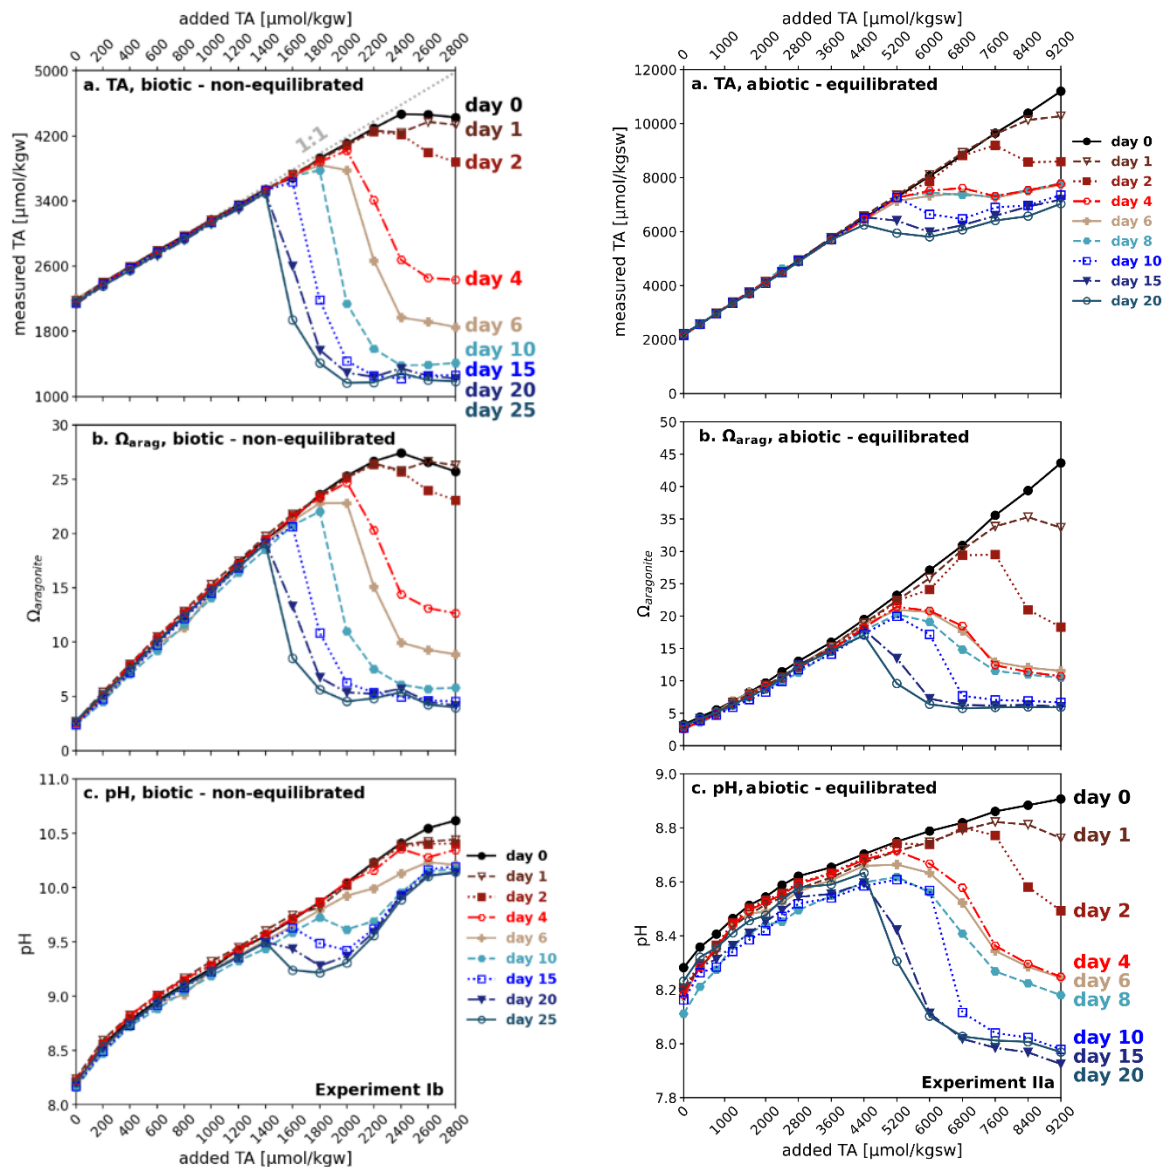 added TA [µmol/kgw]
0 200 400 600 800 1000 1200 1400 1600 1800 2000 2200 2400 2600 2800
a. TA, biotic - non-equilibrated
1:1
measured TA [µmol/kgw]
5000
4200
3400
2600
1800
1000
day 0
day 1
day 2
day 4
day 6
day 10
day 15
day 20
day 25
b. Ωarag, biotic - non-equilibrated
Ωaragonite
30
25
20
15
10
5
0
c. pH, biotic - non-equilibrated
pH
11.0
10.5
10.0
9.5
9.0
8.5
8.0
day 0
day 1
day 2
day 4
day 6
day 10
day 15
day 20
day 25
Experiment Ib
0 200 400 600 800 1000 1200 1400 1600 1800 2000 2200 2400 2600 2800
added TA [µmol/kgw]
added TA [µmol/kgsw]
0 1000 2000 2800 3600 4400 5200 6000 6800 7600 8400 9200
a. TA, abiotic - equilibrated
measured TA [µmol/kgsw]
12000
10000
8000
6000
4000
2000
0
day 0
day 1
day 2
day 4
day 6
day 8
day 10
day 15
day 20
b. Ωarag, abiotic - equilibrated
Ωaragonite
50
45
40
35
30
25
20
15
10
5
0
c. pH, abiotic - equilibrated
pH
9.0
8.8
8.6
8.4
8.2
8.0
7.8
day 0
day 1
day 2
day 4
day 6
day 8
day 10
day 15
day 20
Experiment IIa
0 1000 2000 2800 3600 4400 5200 6000 6800 7600 8400 9200
added TA [µmol/kgsw]